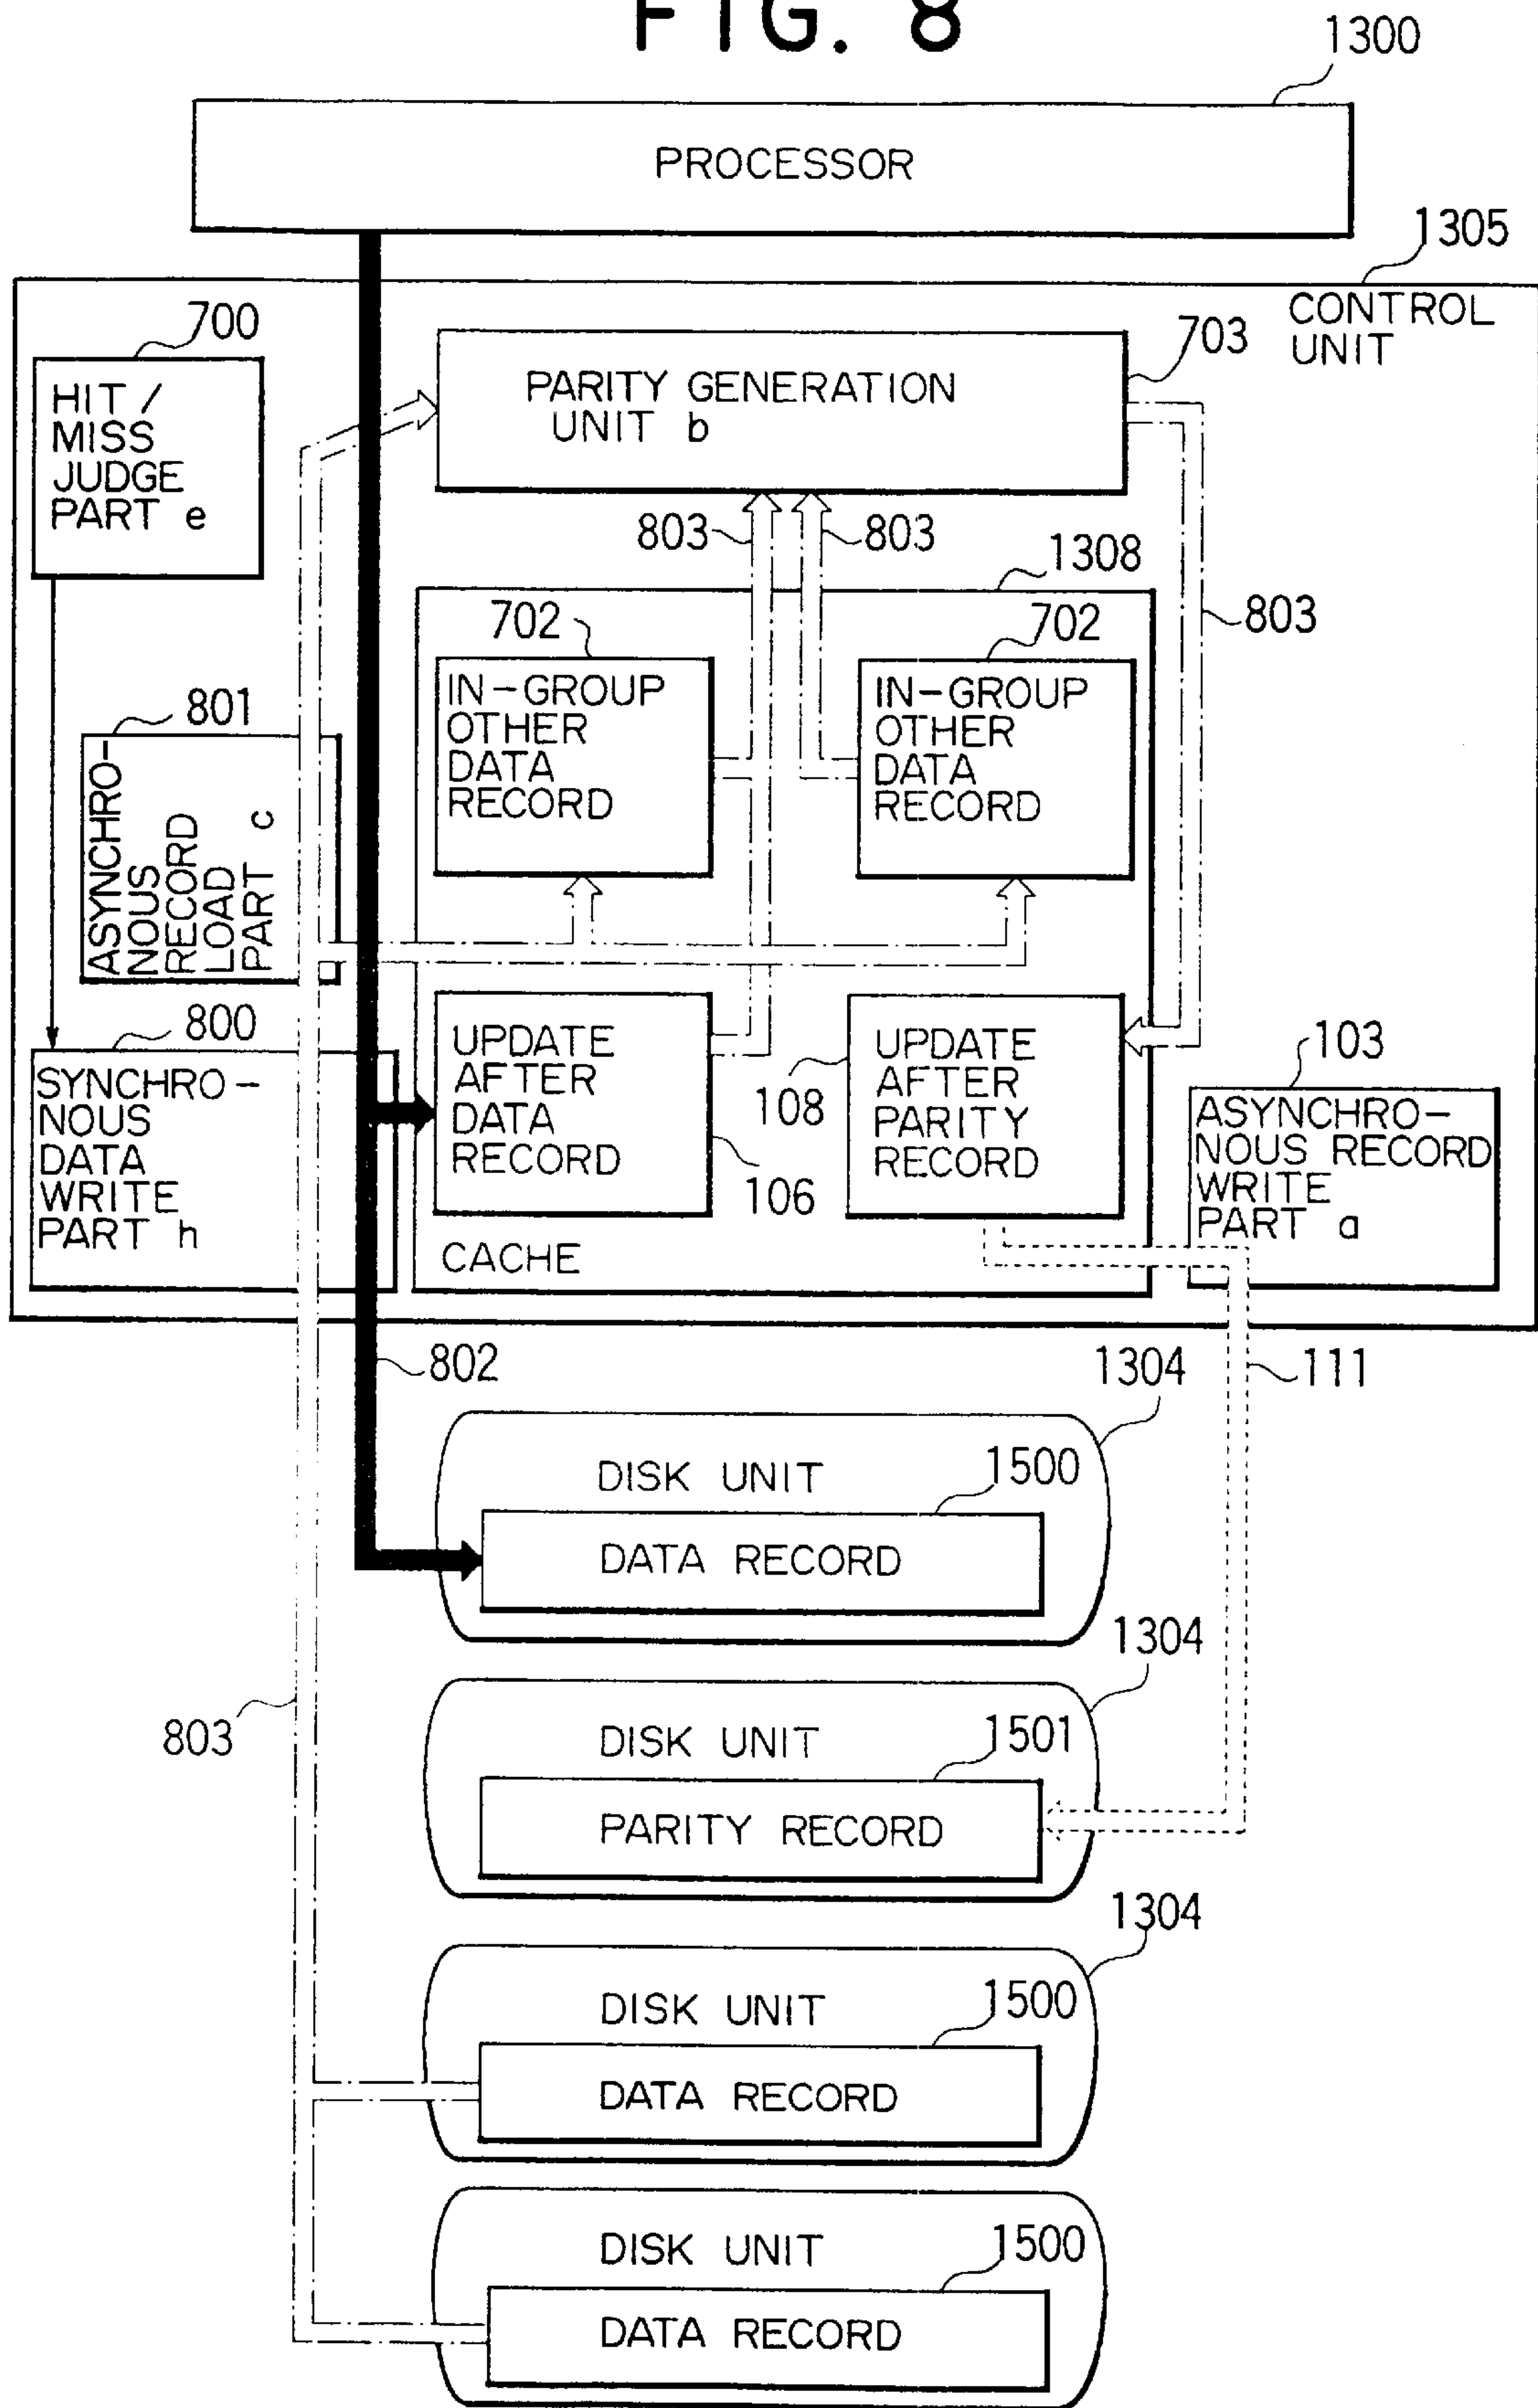 FIG. 8
1300
PROCESSOR
1305
CONTROL
UNIT
700
HIT /
MISS
JUDGE
PART e
703
PARITY GENERATION
UNIT b
803
803
1308
803
702
IN-GROUP
OTHER
DATA
RECORD
702
IN-GROUP
OTHER
DATA
RECORD
801
ASYNCHRO-
NOUS
RECORD
LOAD
PART c
800
SYNCHRO-
NOUS
DATA
WRITE
PART h
UPDATE
AFTER
DATA
RECORD
106
108
UPDATE
AFTER
PARITY
RECORD
103
ASYNCHRO-
NOUS RECORD
WRITE
PART a
CACHE
802
111
1304
DISK UNIT
1500
DATA RECORD
1304
803
DISK UNIT
1501
PARITY RECORD
1304
DISK UNIT
1500
DATA RECORD
DISK UNIT
1500
DATA RECORD